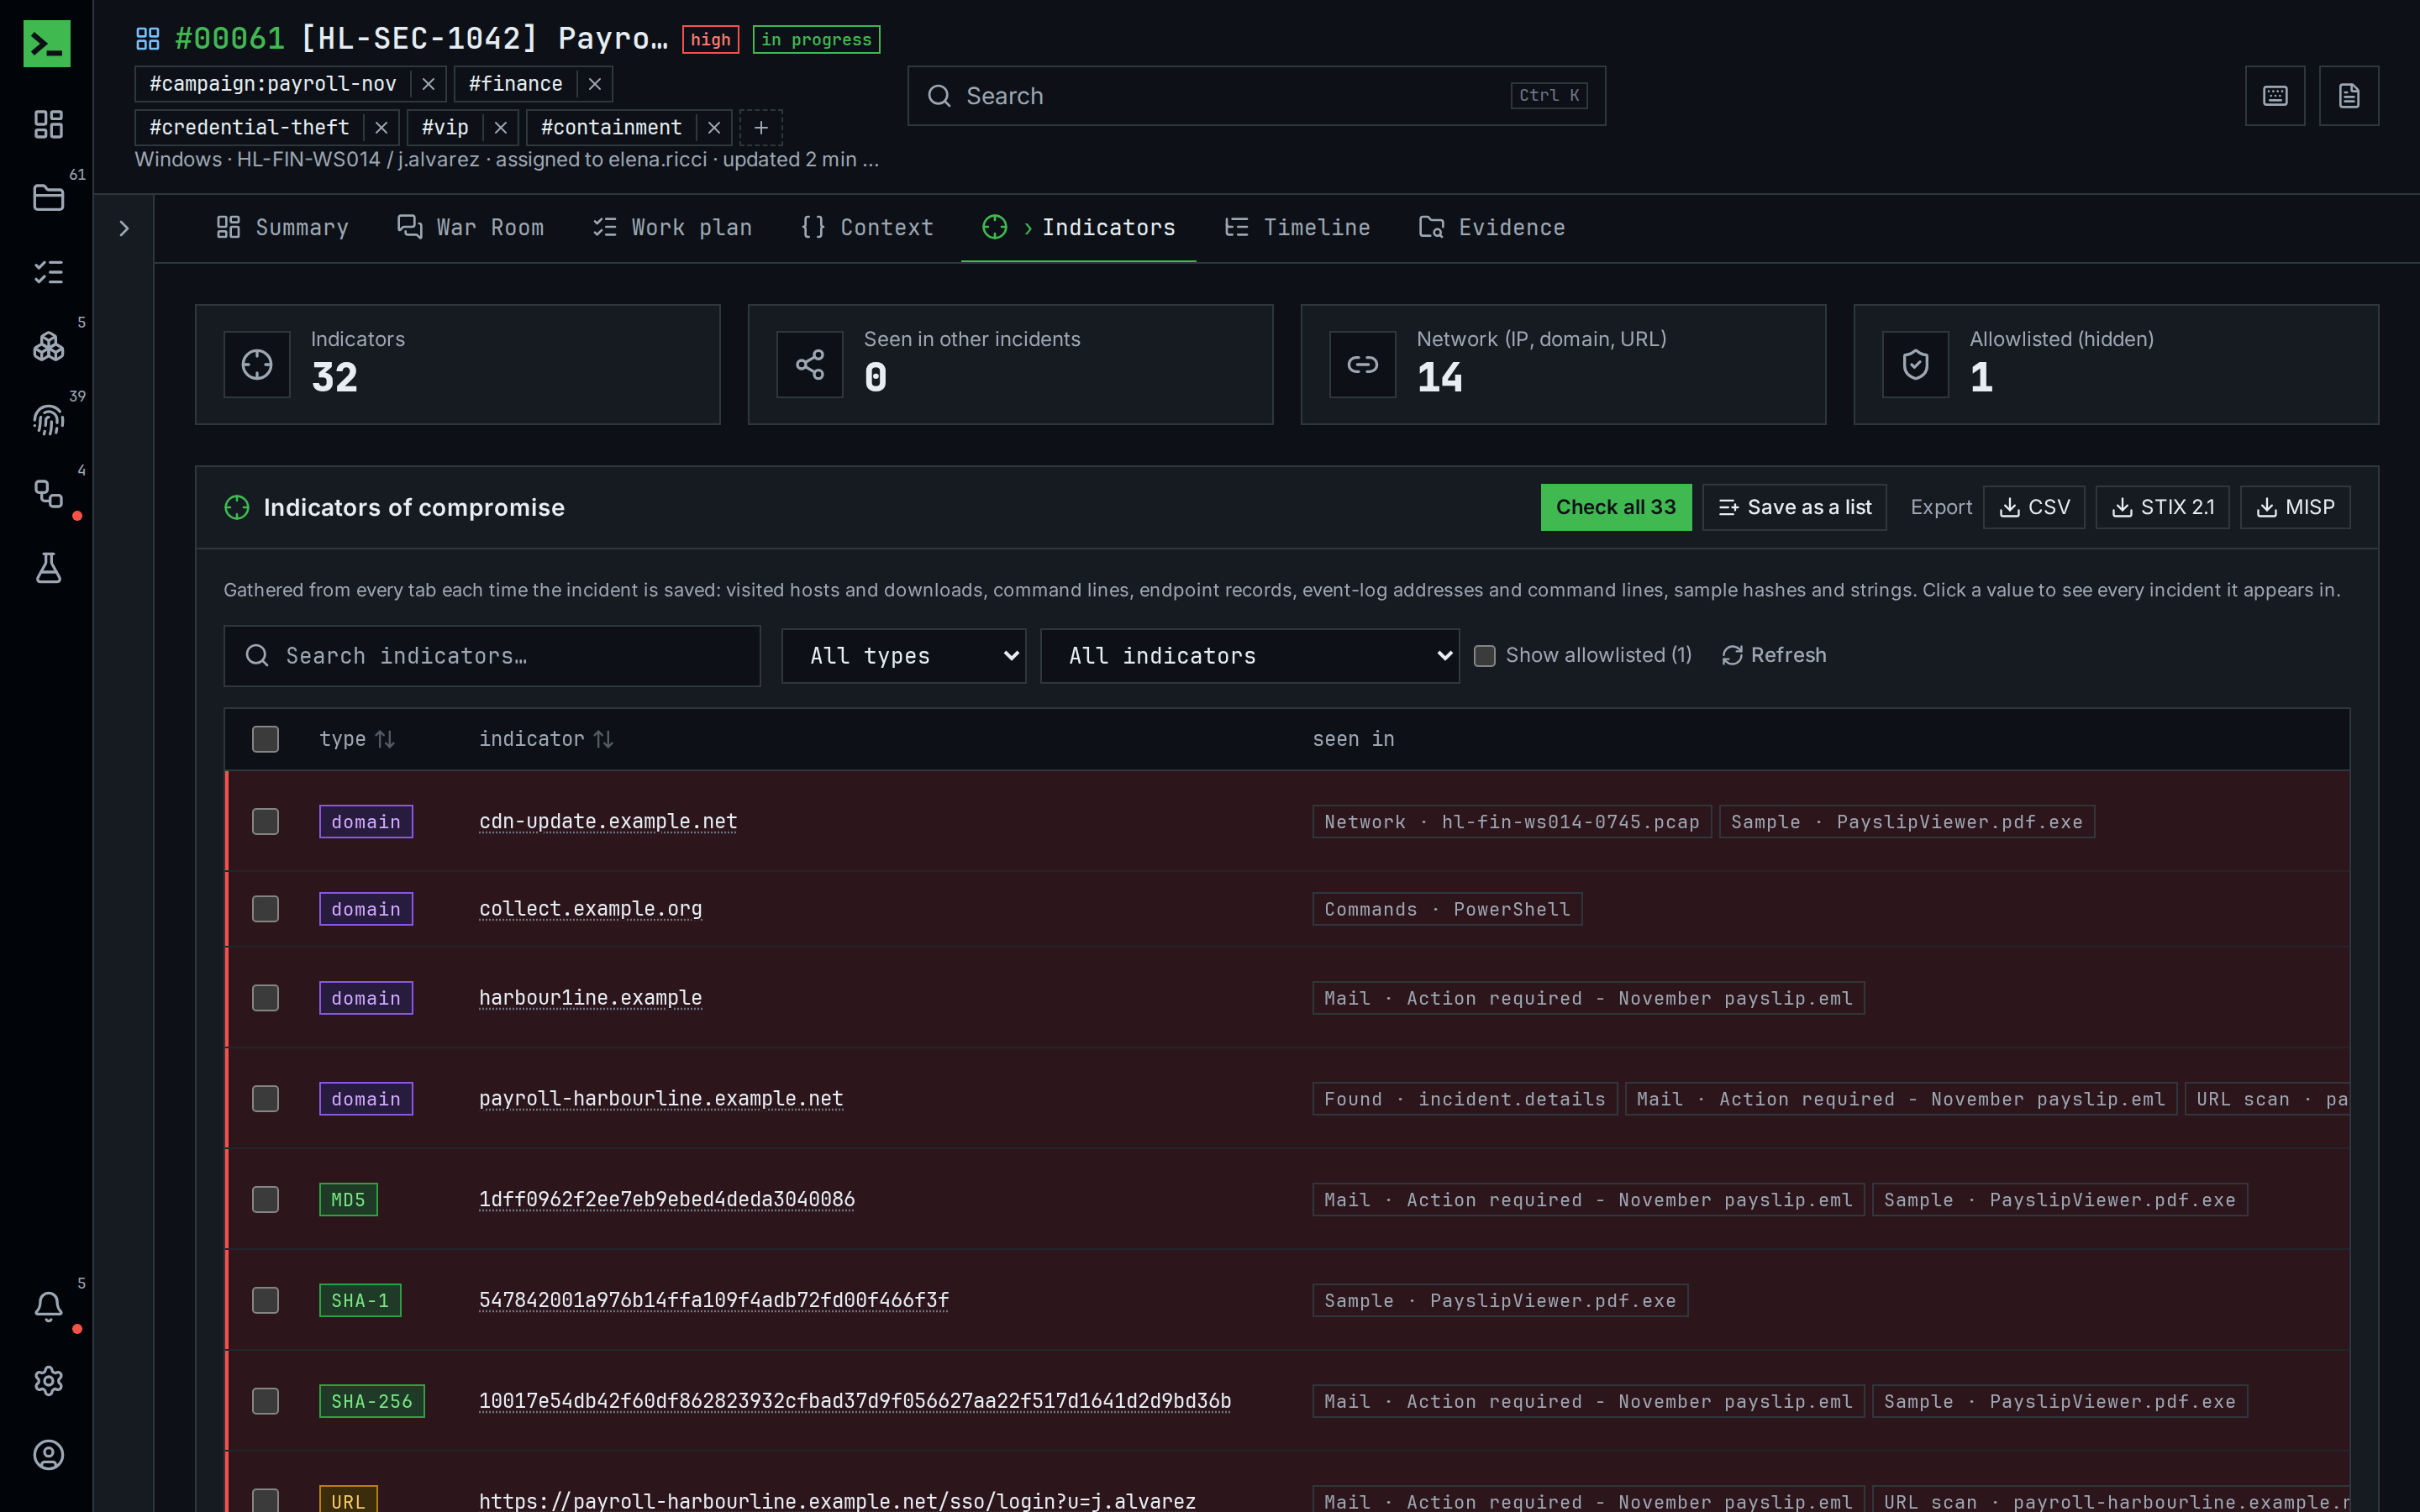 #00061 [HL-SEC-1042] Payro… high in progress
#campaign:payroll-nov #finance
#credential-theft #vip #containment
Windows · HL-FIN-WS014 / j.alvarez · assigned to elena.ricci · updated 2 min …
Search Ctrl K
61
5
39
4
5
Summary War Room Work plan Context › Indicators Timeline Evidence
Indicators
32
Seen in other incidents
0
Network (IP, domain, URL)
14
Allowlisted (hidden)
1
Indicators of compromise
Check all 33 Save as a list Export CSV STIX 2.1 MISP
Gathered from every tab each time the incident is saved: visited hosts and downloads, command lines, endpoint records, event-log addresses and command lines, sample hashes and strings. Click a value to see every incident it appears in.
Search indicators… All types All indicators Show allowlisted (1) Refresh
type indicator seen in
domain cdn-update.example.net Network · hl-fin-ws014-0745.pcap Sample · PayslipViewer.pdf.exe
domain collect.example.org Commands · PowerShell
domain harbour1ine.example Mail · Action required - November payslip.eml
domain payroll-harbourline.example.net Found · incident.details Mail · Action required - November payslip.eml URL scan · pa
MD5 1dff0962f2ee7eb9ebed4deda3040086 Mail · Action required - November payslip.eml Sample · PayslipViewer.pdf.exe
SHA-1 547842001a976b14ffa109f4adb72fd00f466f3f Sample · PayslipViewer.pdf.exe
SHA-256 10017e54db42f60df862823932cfbad37d9f056627aa22f517d1641d2d9bd36b Mail · Action required - November payslip.eml Sample · PayslipViewer.pdf.exe
URL https://payroll-harbourline.example.net/sso/login?u=j.alvarez Mail · Action required - November payslip.eml URL scan · payroll-harbourline.example.n